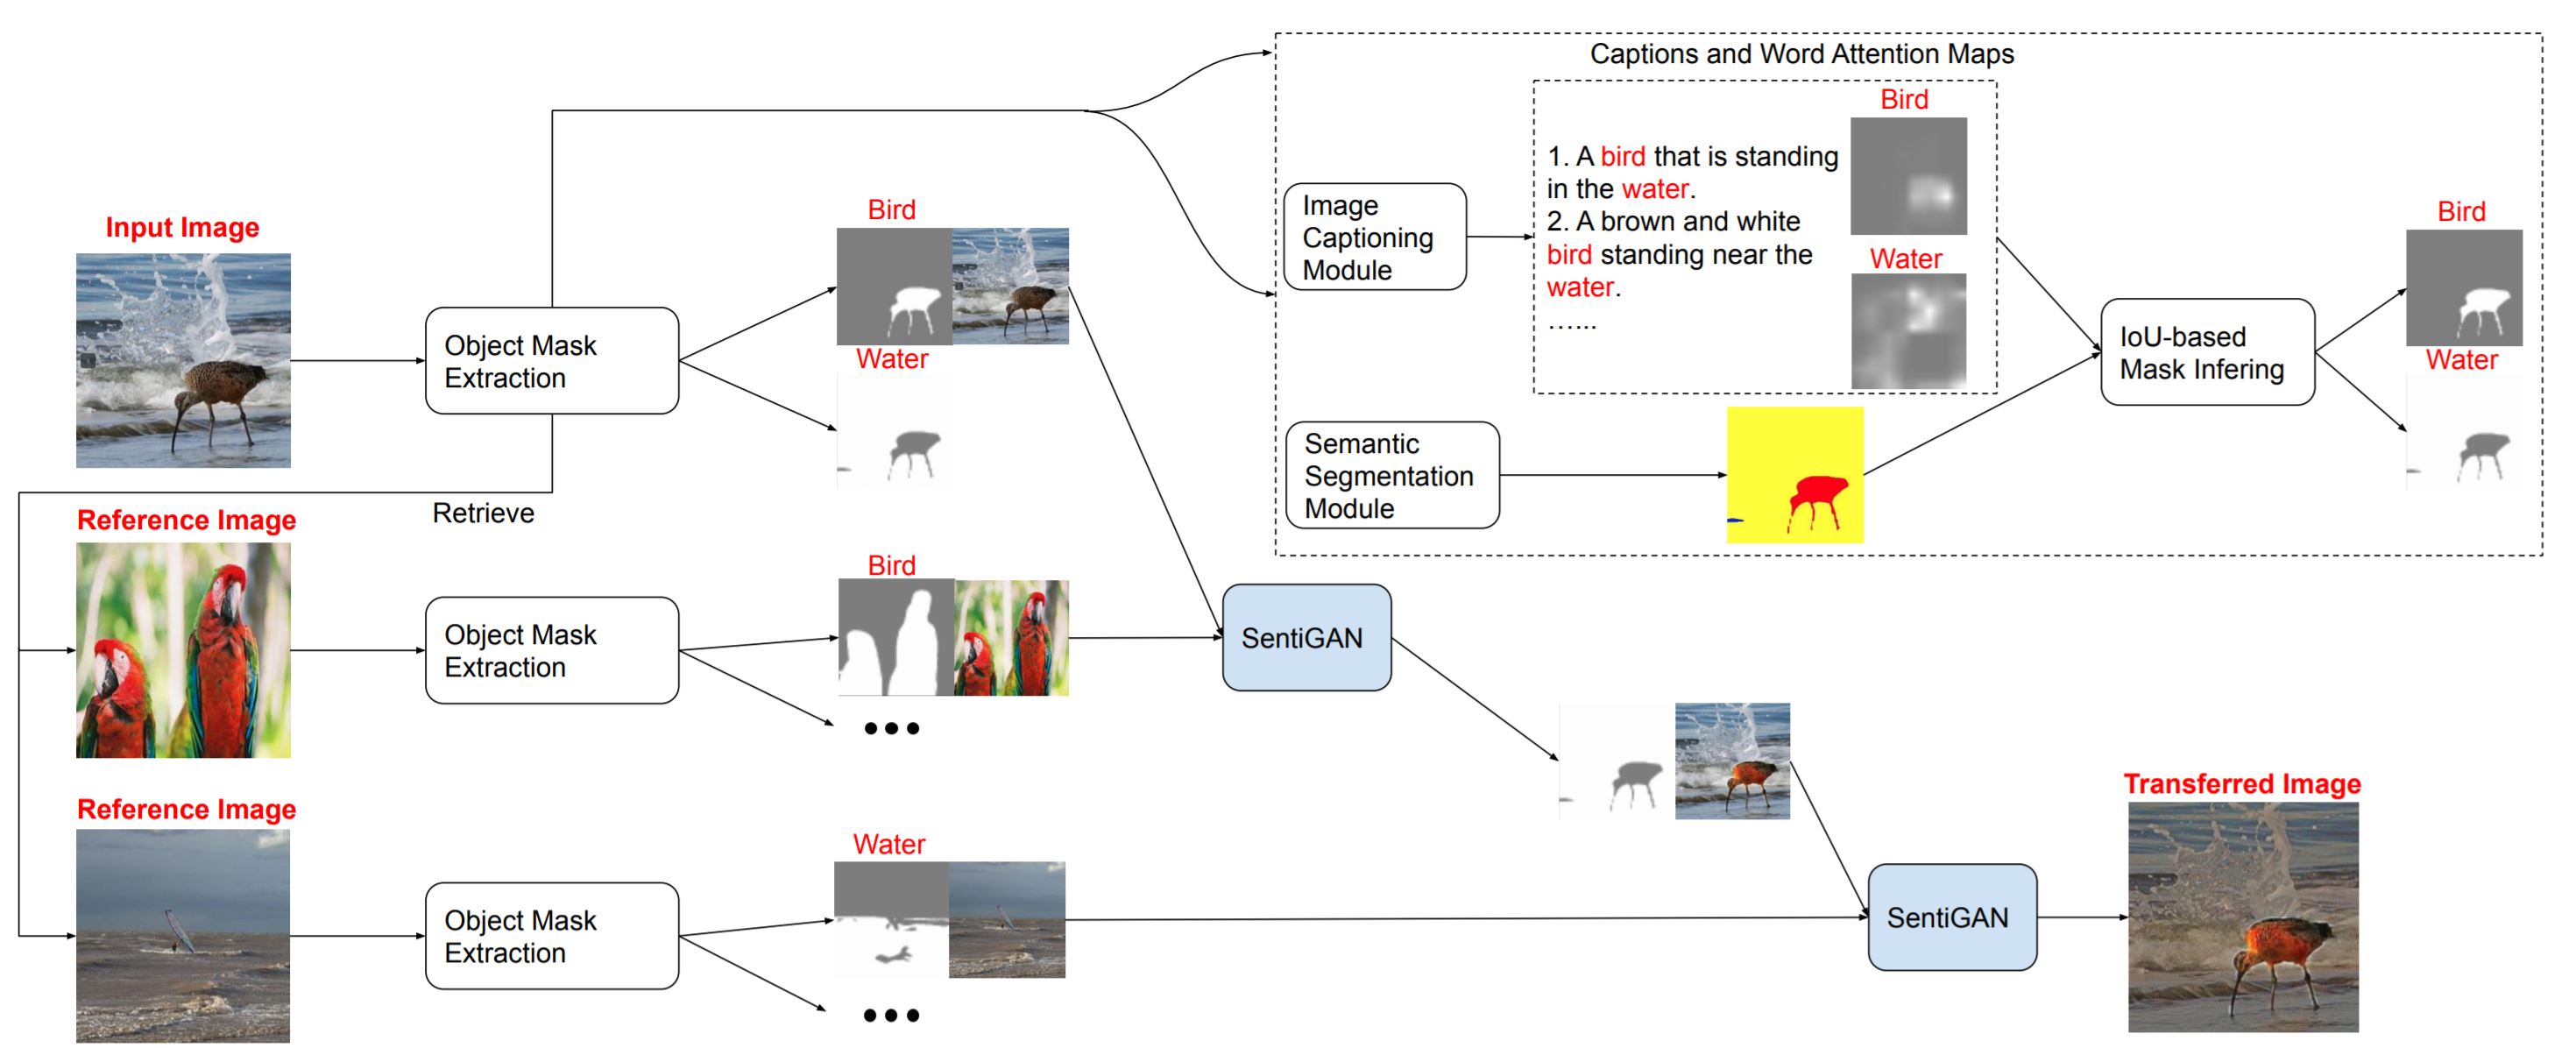 Captions and Word Attention Maps
Bird
1. A bird that is standing
in the water.
2. A brown and white
bird standing near the
water.
…...
Water
Image
Captioning
Module
Semantic
Segmentation
Module
IoU-based
Mask Infering
Bird
Water
Input Image
Object Mask
Extraction
Bird
Water
Retrieve
Reference Image
Object Mask
Extraction
Bird
SentiGAN
Reference Image
Object Mask
Extraction
Water
SentiGAN
Transferred Image